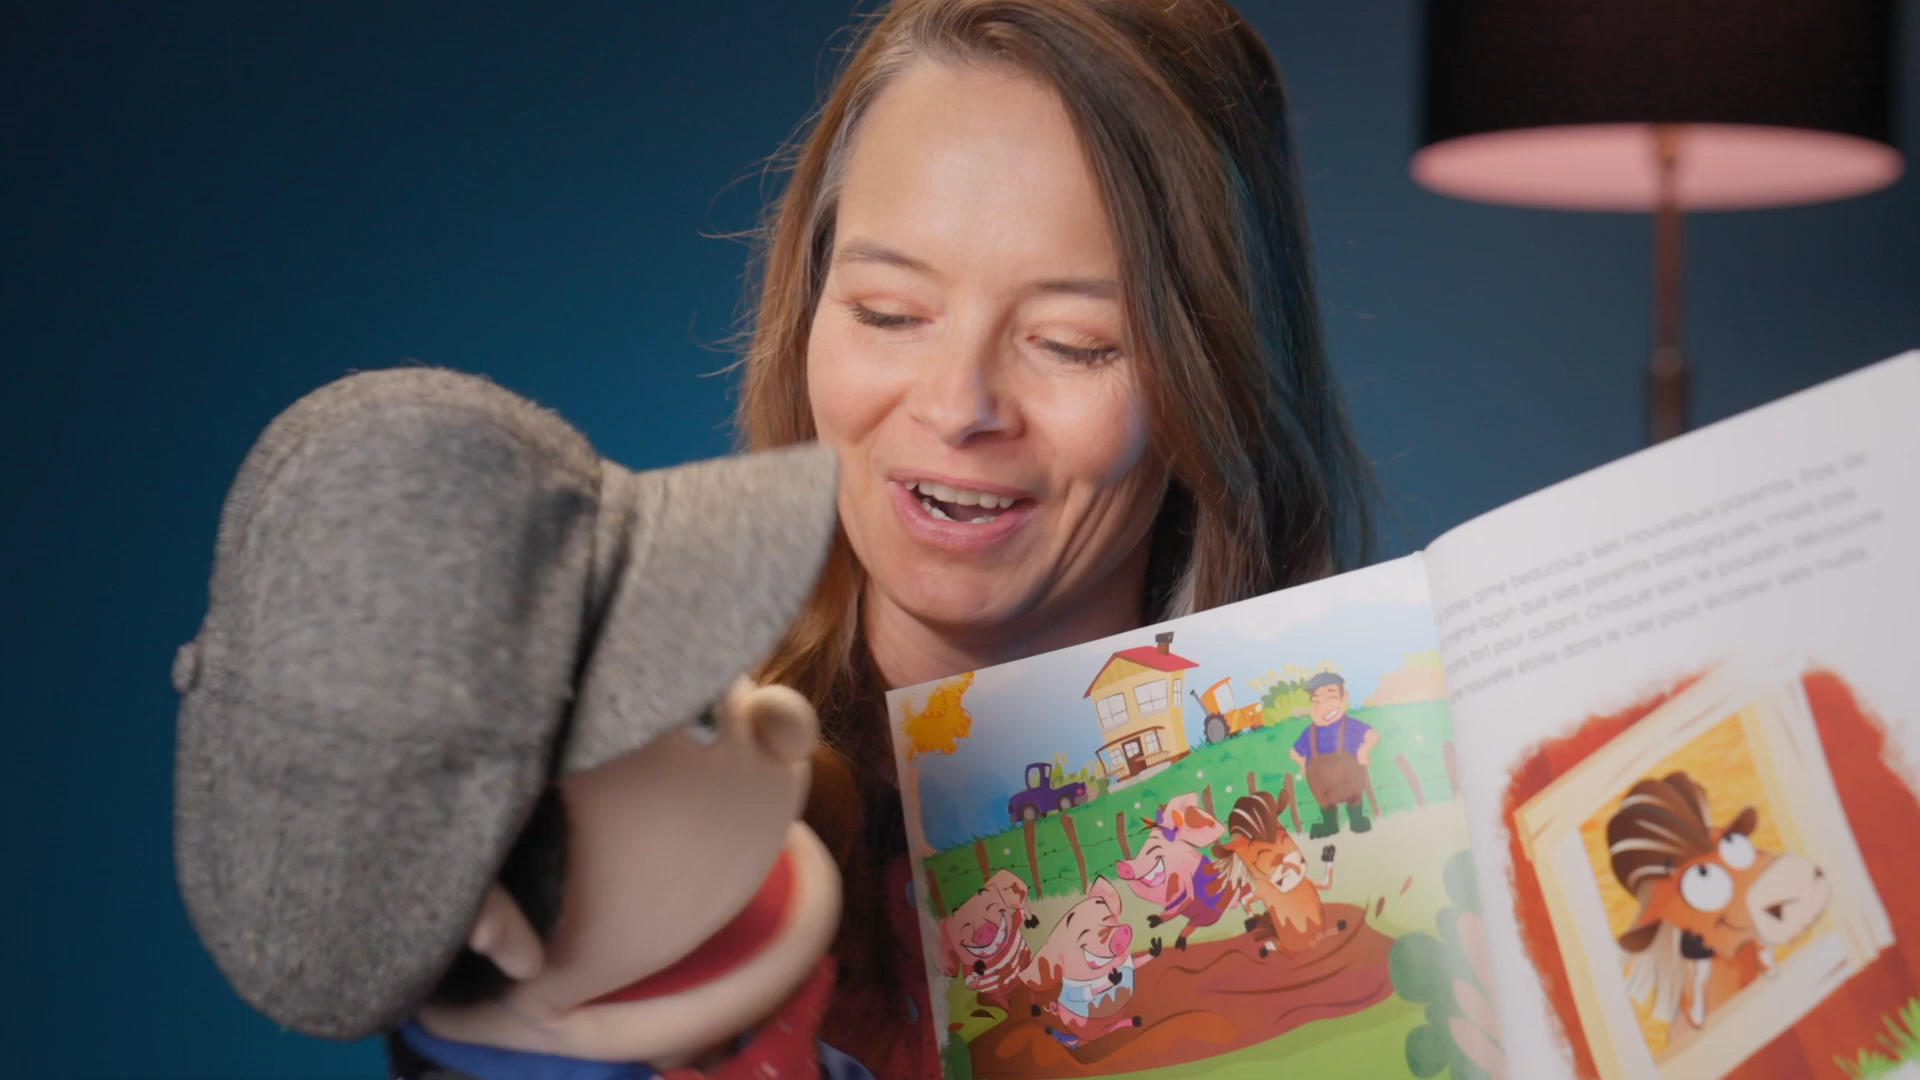 poney aime beaucoup ses nouveaux parents. Pas de
même façon que ses parents biologiques, mais pas
moins fort pour autant. Chaque soir, le poulain découvre
une nouvelle étoile dans le ciel pour éclairer ses nuits.